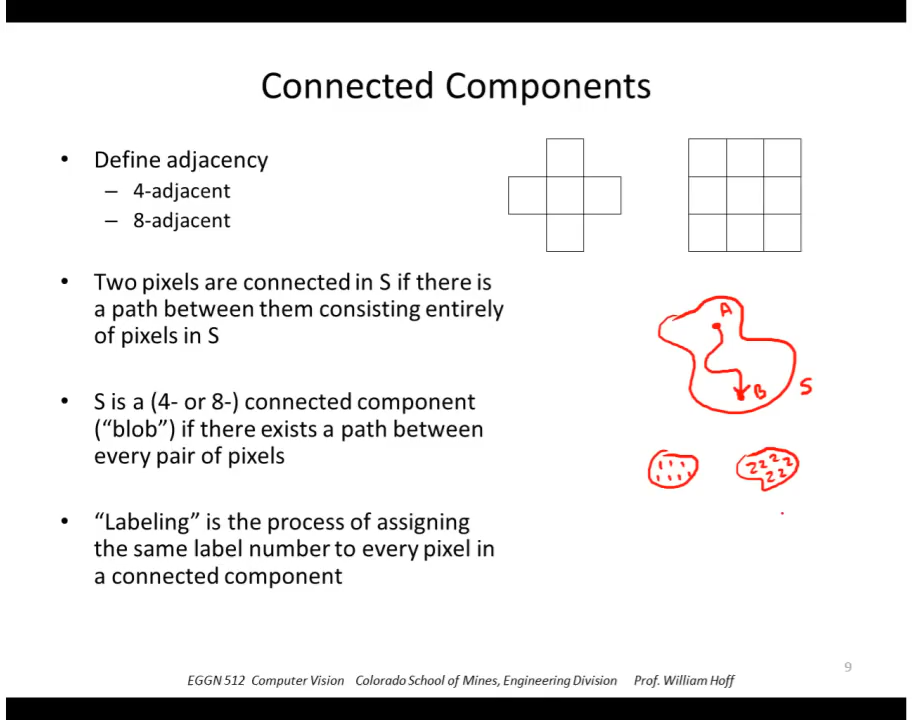 Connected Components
• Define adjacency
– 4-adjacent
– 8-adjacent
• Two pixels are connected in S if there is
a path between them consisting entirely
of pixels in S
• S is a (4- or 8-) connected component
(“blob”) if there exists a path between
every pair of pixels
• “Labeling” is the process of assigning
the same label number to every pixel in
a connected component
A
B
S
1 1 1
1 1 1 1
2 2 2 2
2 2
9
EGGN 512 Computer Vision Colorado School of Mines, Engineering Division Prof. William Hoff